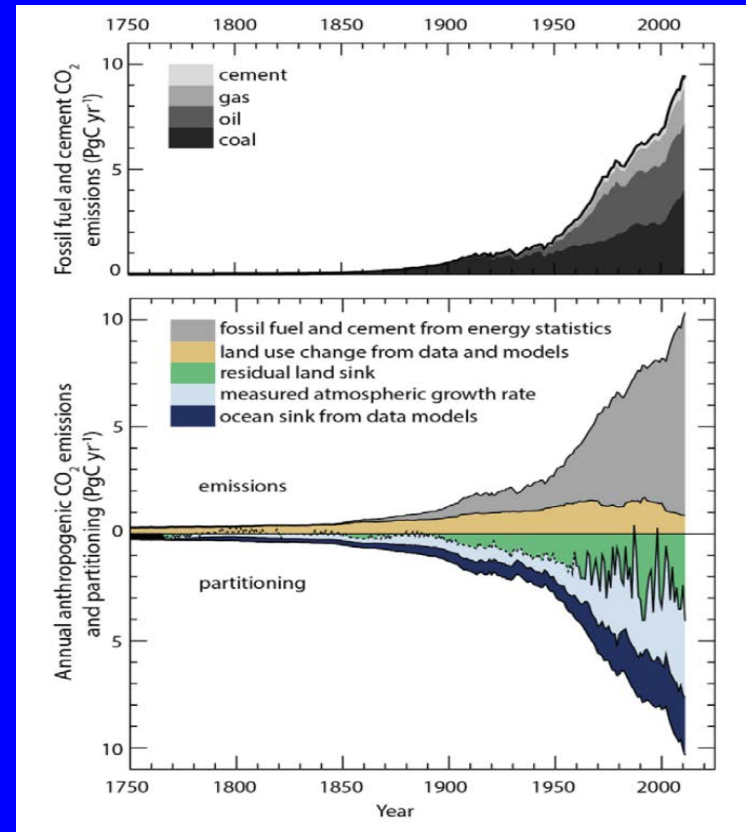 1750 1800 1850 1900 1950 2000
Fossil fuel and cement CO2
emissions (PgC yr-1)
10
5
0
cement
gas
oil
coal
Annual anthropogenic CO2 emissions
and partitioning (PgC yr-1)
10
5
0
5
10
fossil fuel and cement from energy statistics
land use change from data and models
residual land sink
measured atmospheric growth rate
ocean sink from data models
emissions
partitioning
1750 1800 1850 1900 1950 2000
Year